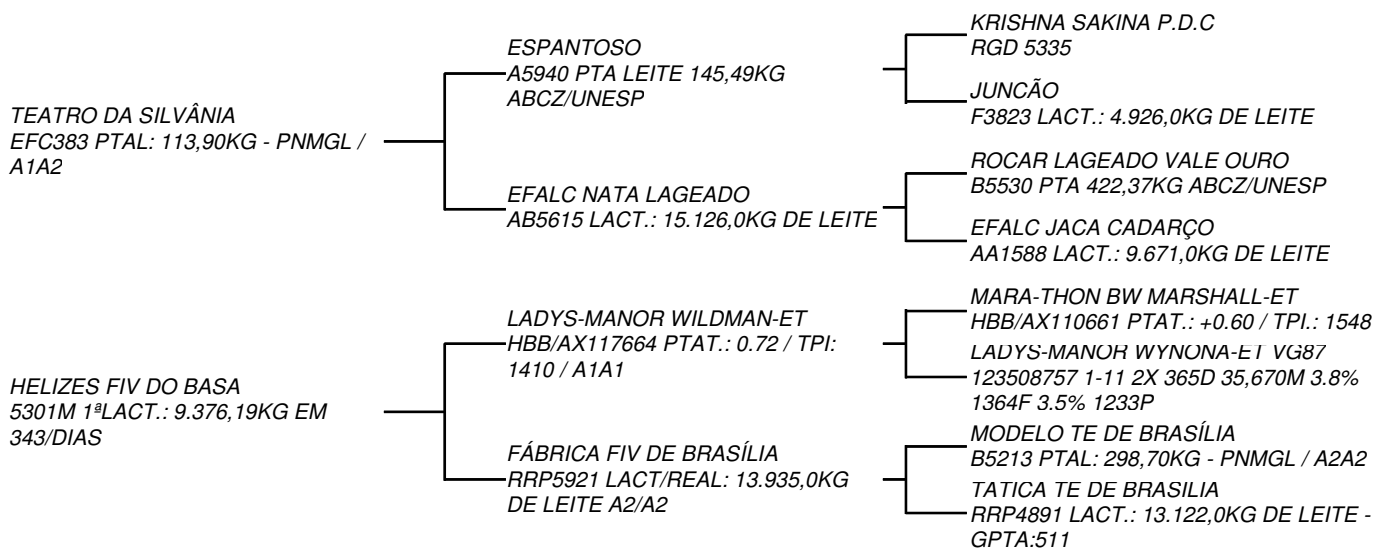 TEATRO DA SILVÂNIA
EFC383 PTAL: 113,90KG - PNMGL /
A1A2
ESPANTOSO
A5940 PTA LEITE 145,49KG
ABCZ/UNESP
KRISHNA SAKINA P.D.C
RGD 5335
JUNCÃO
F3823 LACT.: 4.926,0KG DE LEITE
EFALC NATA LAGEADO
AB5615 LACT.: 15.126,0KG DE LEITE
ROCAR LAGEADO VALE OURO
B5530 PTA 422,37KG ABCZ/UNESP
EFALC JACA CADARÇO
AA1588 LACT.: 9.671,0KG DE LEITE
HELIZES FIV DO BASA
5301M 1ªLACT.: 9.376,19KG EM
343/DIAS
LADYS-MANOR WILDMAN-ET
HBB/AX117664 PTAT.: 0.72 / TPI:
1410 / A1A1
MARA-THON BW MARSHALL-ET
HBB/AX110661 PTAT.: +0.60 / TPI.: 1548
LADYS-MANOR WYNONA-ET VG87
123508757 1-11 2X 365D 35,670M 3.8%
1364F 3.5% 1233P
FÁBRICA FIV DE BRASÍLIA
RRP5921 LACT/REAL: 13.935,0KG
DE LEITE A2/A2
MODELO TE DE BRASÍLIA
B5213 PTAL: 298,70KG - PNMGL / A2A2
TATICA TE DE BRASILIA
RRP4891 LACT.: 13.122,0KG DE LEITE -
GPTA:511